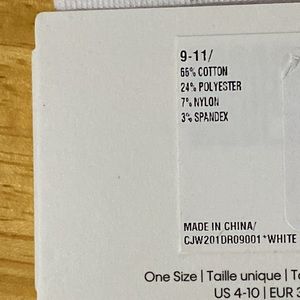 9-11/
66% COTTON
24% POLYESTER
7% NYLON
3% SPANDEX
MADE IN CHINA/
CJW201DR09001*WHITE
One Size | Taille unique |
US 4-10 | EUR 3